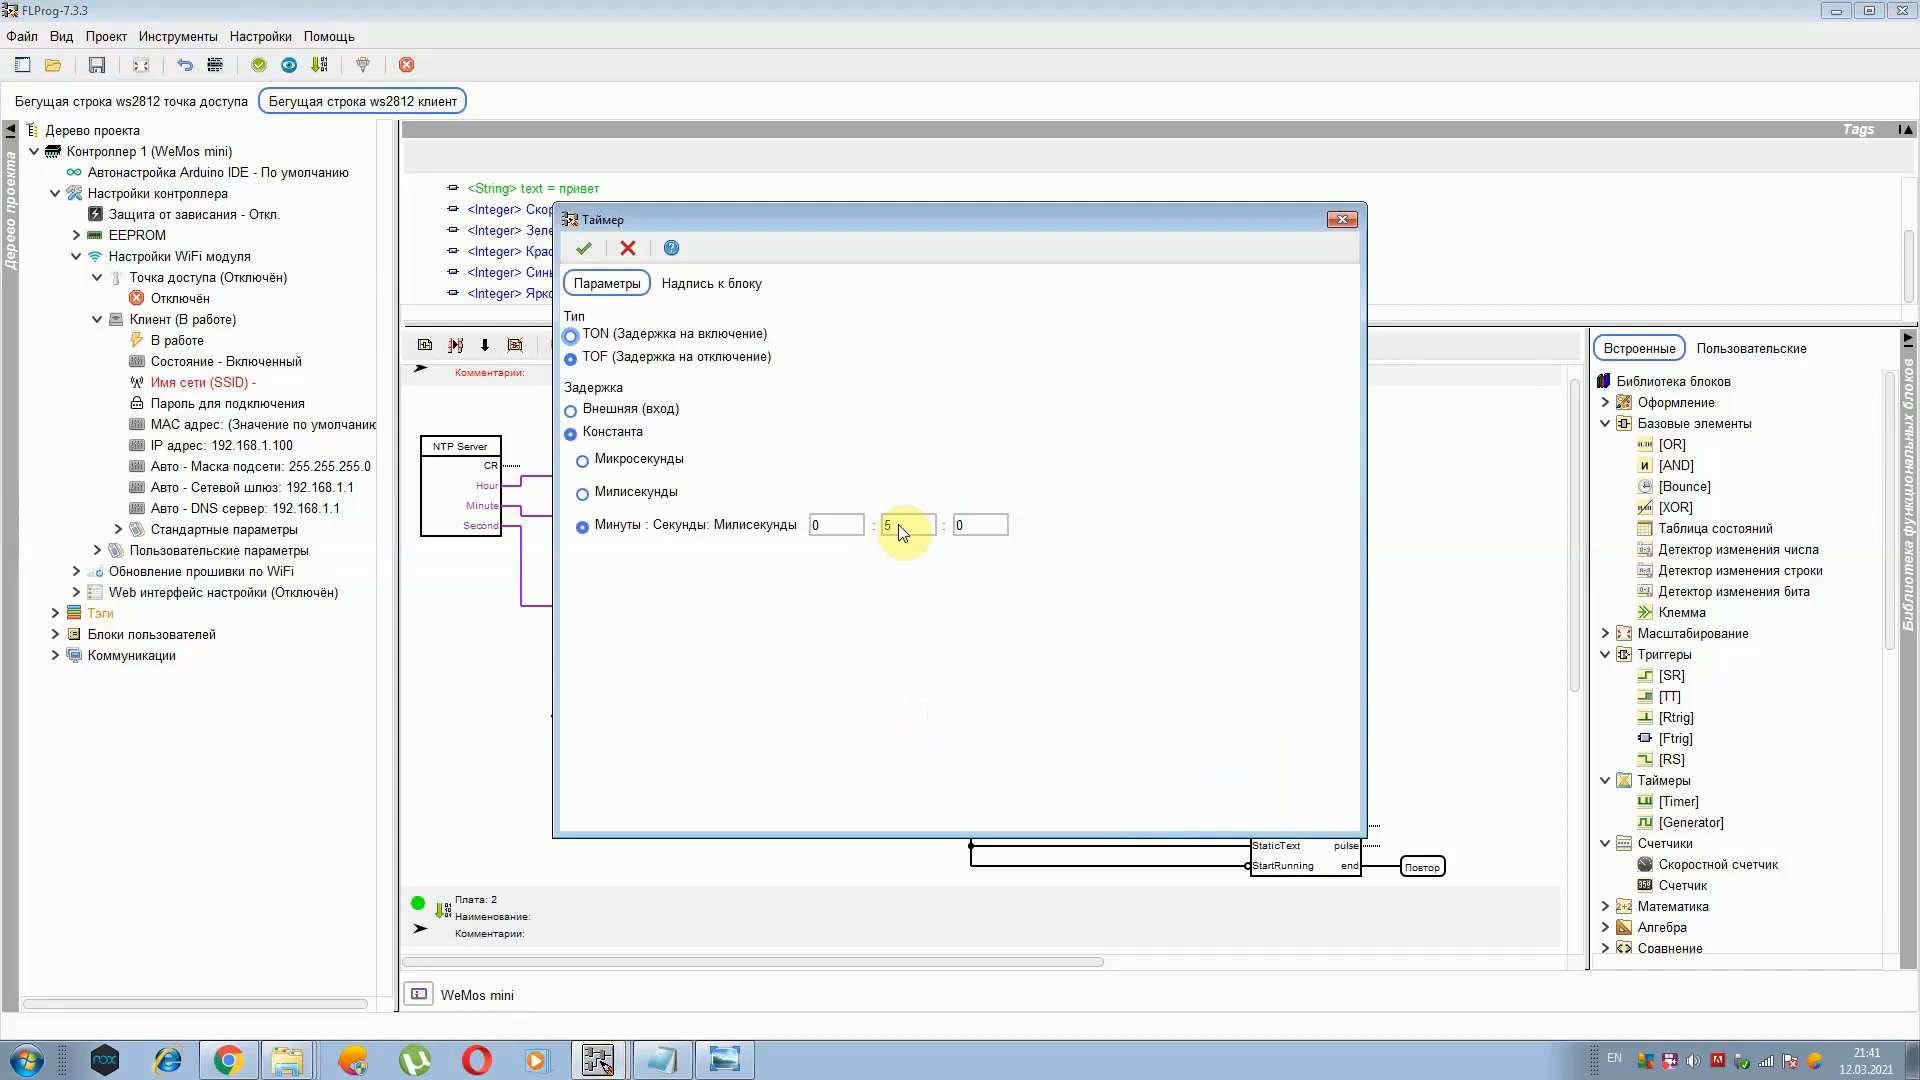 FLProg-7.3.3
Файл Вид Проект Инструменты Настройки Помощь
Бегущая строка ws2812 точка доступа Бегущая строка ws2812 клиент
Дерево проекта
Дерево проекта
Контроллер 1 (WeMos mini)
Автонастройка Arduino IDE - По умолчанию
Настройки контроллера
Защита от зависания - Откл.
EEPROM
Настройки WiFi модуля
Точка доступа (Отключён)
Отключён
Клиент (В работе)
В работе
Состояние - Включенный
Имя сети (SSID) -
Пароль для подключения
MAC адрес: (Значение по умолчанию
IP адрес: 192.168.1.100
Авто - Маска подсети: 255.255.255.0
Авто - Сетевой шлюз: 192.168.1.1
Авто - DNS сервер: 192.168.1.1
Стандартные параметры
Пользовательские параметры
Обновление прошивки по WiFi
Web интерфейс настройки (Отключён)
Тэги
Блоки пользователей
Коммуникации
Tags
<String> text = привет
<Integer> Ско
<Integer> Зеле
<Integer> Крас
<Integer> Синь
<Integer> Ярко
Комментарии:
NTP Server
CR
Hour
Minute
Second
Таймер
Параметры Надпись к блоку
Тип
TON (Задержка на включение)
TOF (Задержка на отключение)
Задержка
Внешняя (вход)
Константа
Микросекунды
Милисекунды
Минуты : Секунды: Милисекунды 0 : 5 : 0
StaticText pulse
StartRunning end Повтор
Плата: 2
Наименование:
Комментарии:
WeMos mini
Встроенные Пользовательские
Библиотека блоков
Оформление
Базовые элементы
[OR]
[AND]
[Bounce]
[XOR]
Таблица состояний
Детектор изменения числа
Детектор изменения строки
Детектор изменения бита
Клемма
Масштабирование
Триггеры
[SR]
[TT]
[Rtrig]
[Ftrig]
[RS]
Таймеры
[Timer]
[Generator]
Счетчики
Скоростной счетчик
Счетчик
Математика
Алгебра
Сравнение
Библиотека функциональных блоков
nox
EN
21:41
12.03.2021